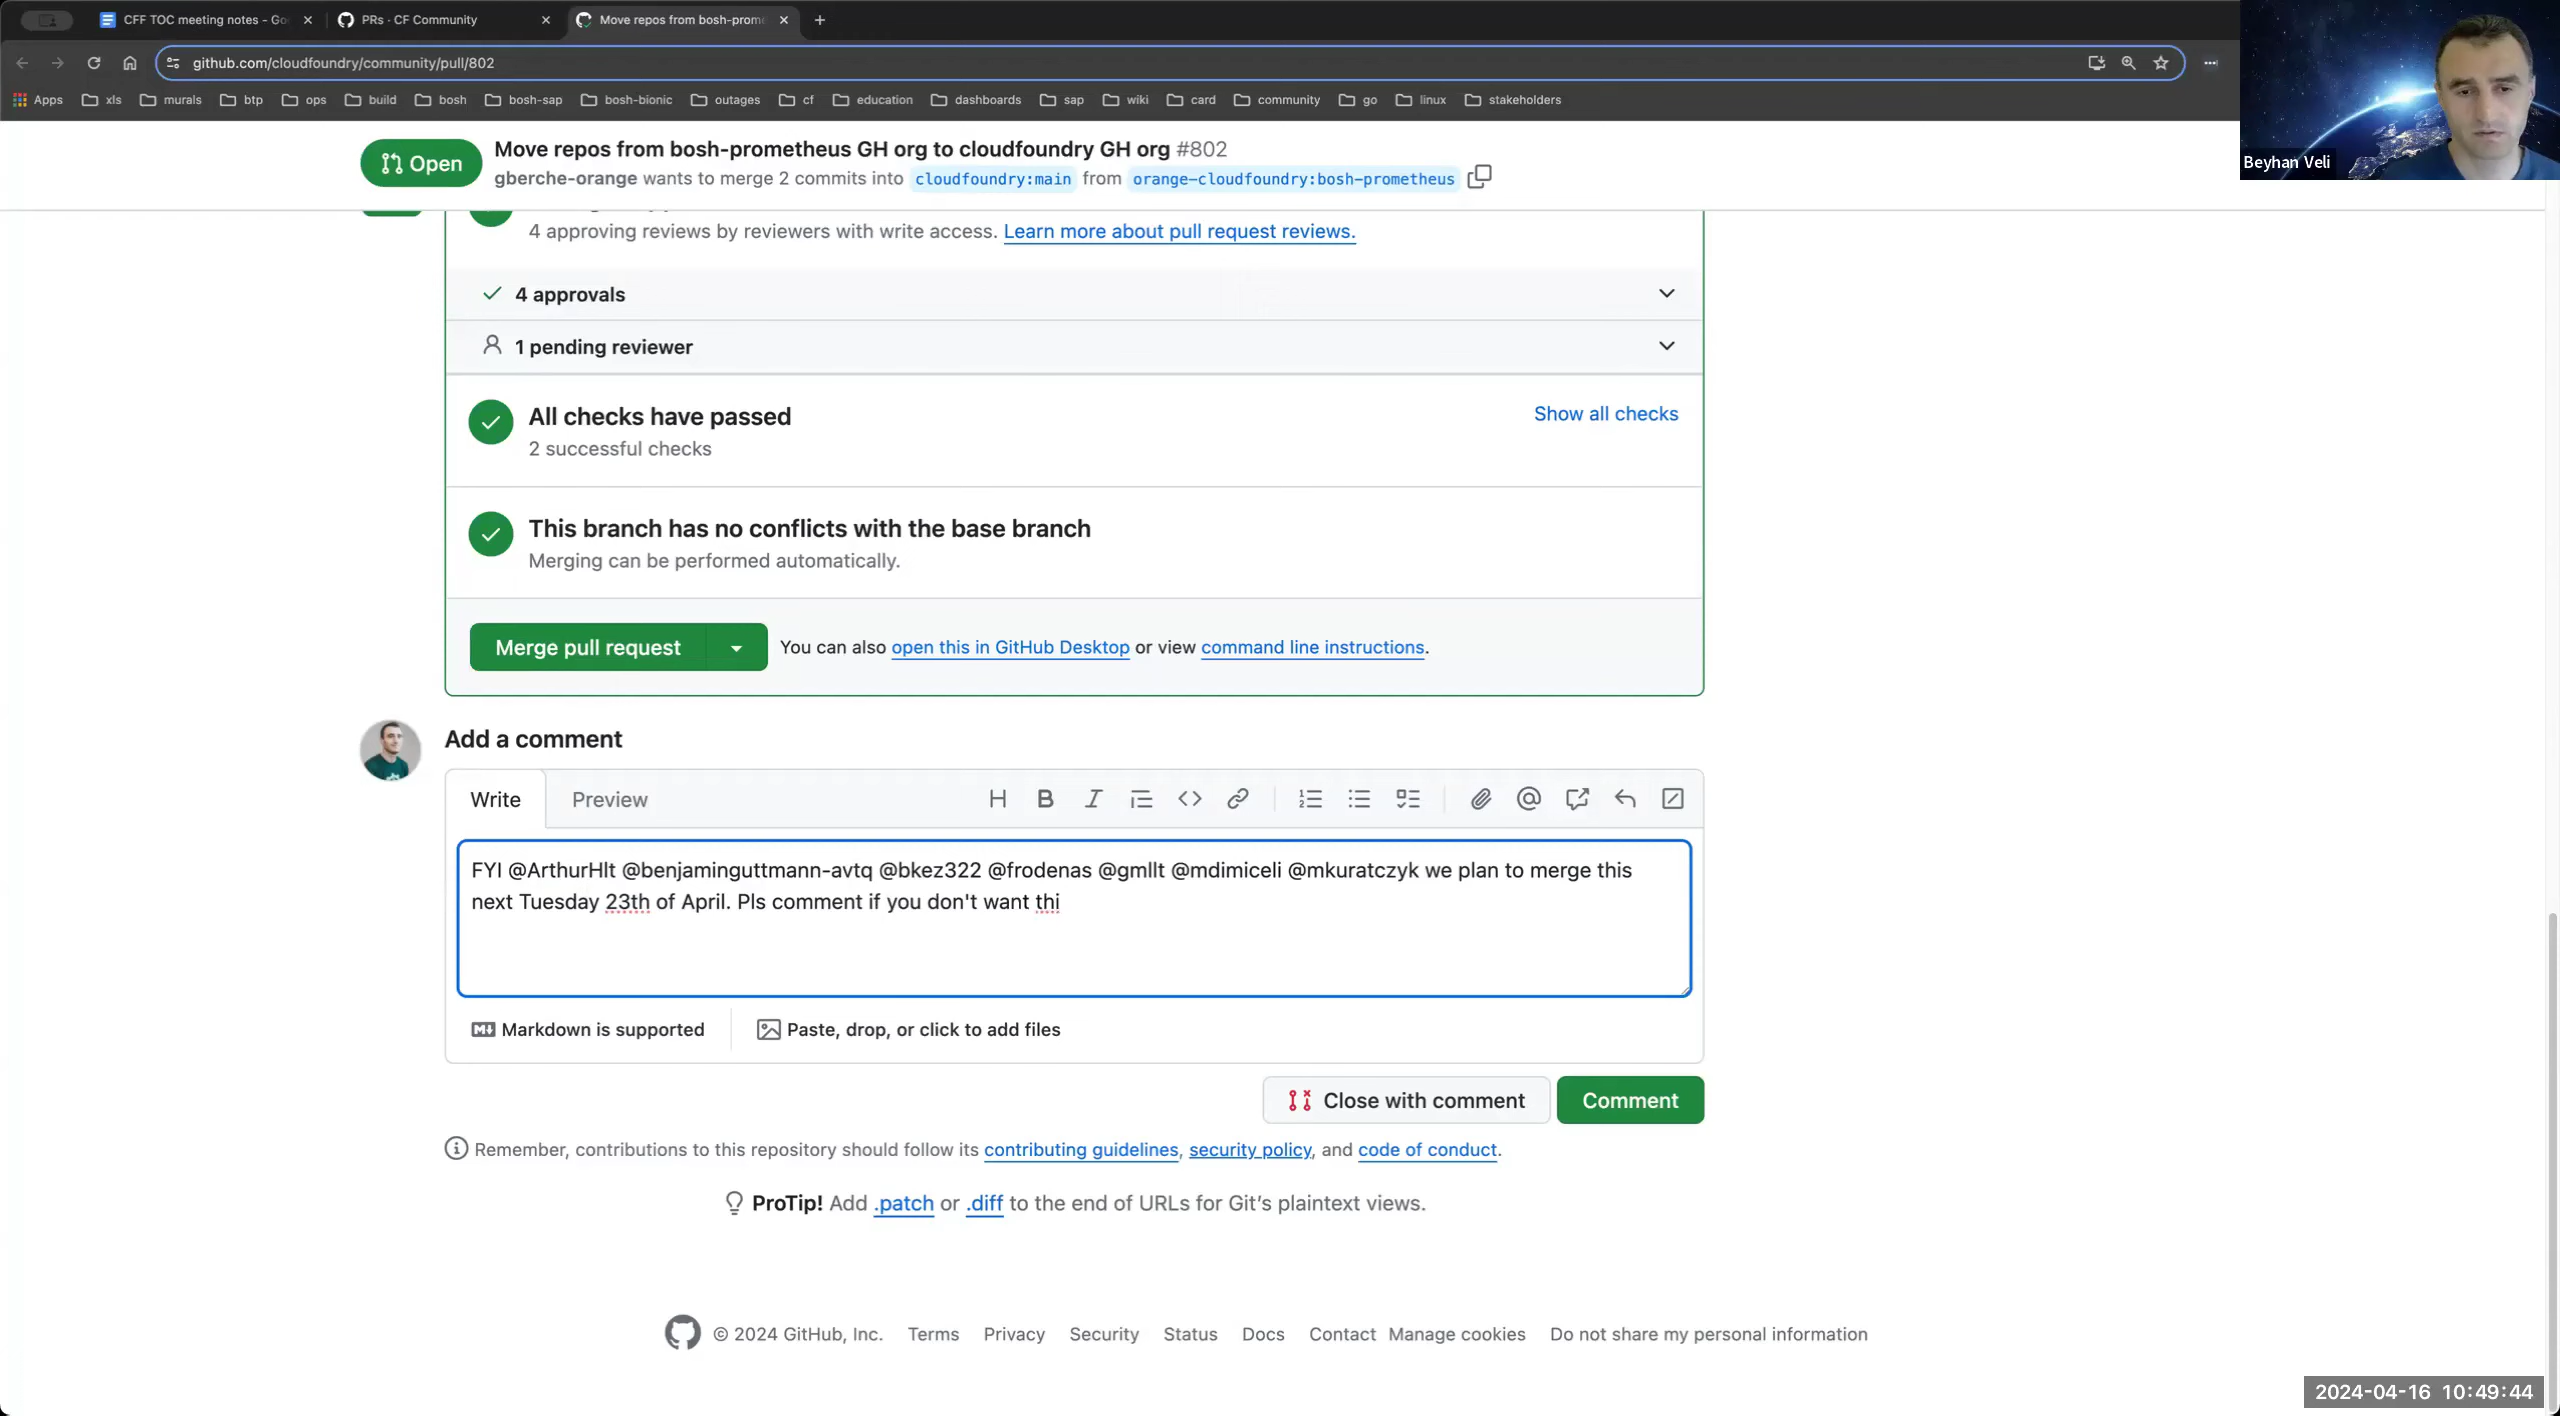 CFF TOC meeting notes - Go
PRs · CF Community
Move repos from bosh-prom
github.com/cloudfoundry/community/pull/802
Apps xls murals btp ops build bosh bosh-sap bosh-bionic outages cf education dashboards sap wiki card community go linux stakeholders
Beyhan Veli
Open
Move repos from bosh-prometheus GH org to cloudfoundry GH org #802
gberche-orange wants to merge 2 commits into cloudfoundry:main from orange-cloudfoundry:bosh-prometheus
4 approving reviews by reviewers with write access. Learn more about pull request reviews.
4 approvals
1 pending reviewer
All checks have passed
Show all checks
2 successful checks
This branch has no conflicts with the base branch
Merging can be performed automatically.
Merge pull request
You can also open this in GitHub Desktop or view command line instructions.
Add a comment
Write Preview
FYI @ArthurHlt @benjaminguttmann-avtq @bkez322 @frodenas @gmllt @mdimiceli @mkuratczyk we plan to merge this
next Tuesday 23th of April. Pls comment if you don't want thi
Markdown is supported
Paste, drop, or click to add files
Close with comment
Comment
Remember, contributions to this repository should follow its contributing guidelines, security policy, and code of conduct.
ProTip! Add .patch or .diff to the end of URLs for Git's plaintext views.
© 2024 GitHub, Inc. Terms Privacy Security Status Docs Contact Manage cookies Do not share my personal information
2024-04-16 10:49:44